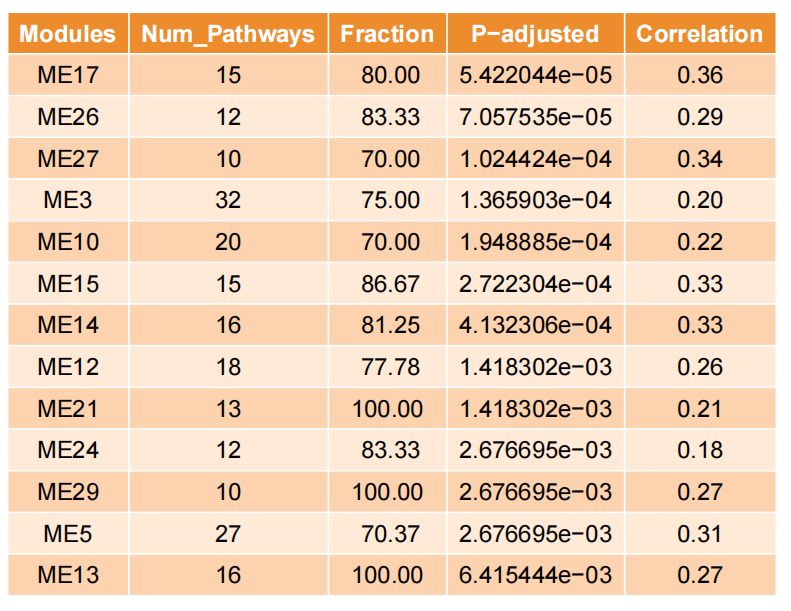 Modules Num_Pathways Fraction P−adjusted Correlation
ME17 15 80.00 5.422044e−05 0.36
ME26 12 83.33 7.057535e−05 0.29
ME27 10 70.00 1.024424e−04 0.34
ME3 32 75.00 1.365903e−04 0.20
ME10 20 70.00 1.948885e−04 0.22
ME15 15 86.67 2.722304e−04 0.33
ME14 16 81.25 4.132306e−04 0.33
ME12 18 77.78 1.418302e−03 0.26
ME21 13 100.00 1.418302e−03 0.21
ME24 12 83.33 2.676695e−03 0.18
ME29 10 100.00 2.676695e−03 0.27
ME5 27 70.37 2.676695e−03 0.31
ME13 16 100.00 6.415444e−03 0.27